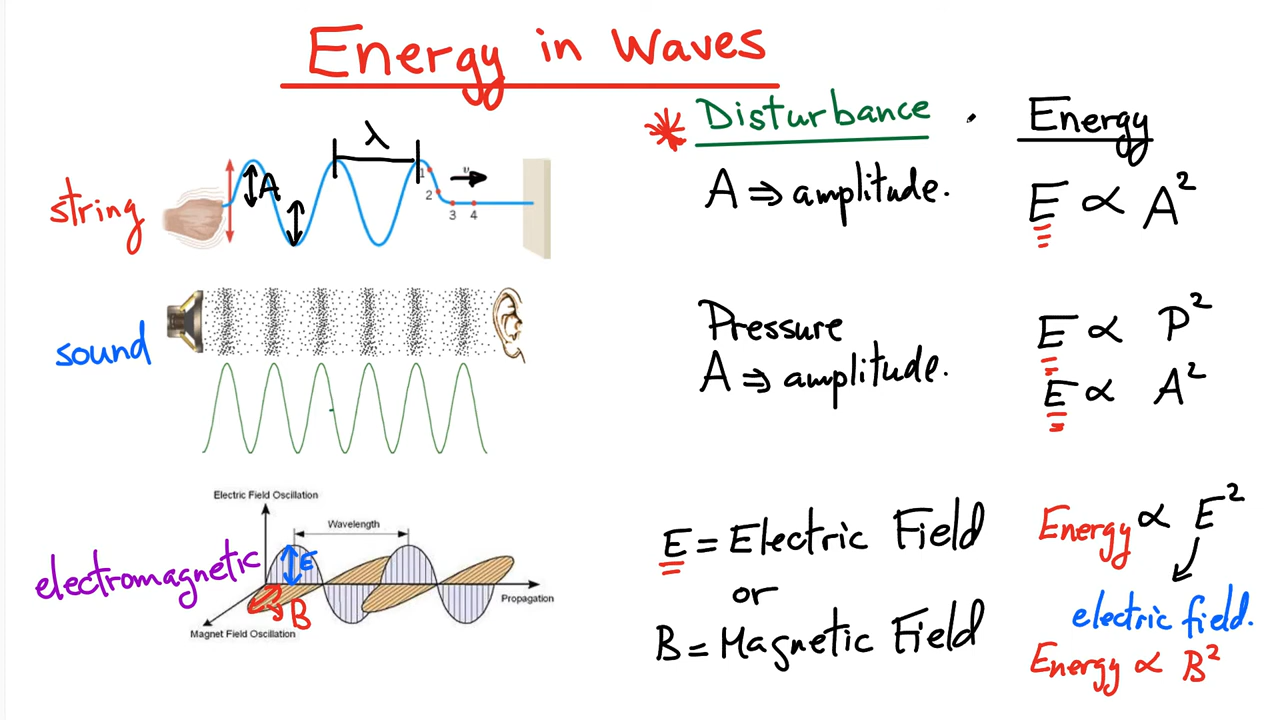 Energy in Waves
* Disturbance . Energy
λ
string
A
1
2
3 4
A ⇒ amplitude.
E ∝ A²
sound
Pressure
A ⇒ amplitude.
E ∝ P²
E ∝ A²
electromagnetic
Electric Field Oscillation
Wavelength
E
B
Propagation
Magnet Field Oscillation
E = Electric Field
or
B = Magnetic Field
Energy ∝ E²
electric field.
Energy ∝ B²